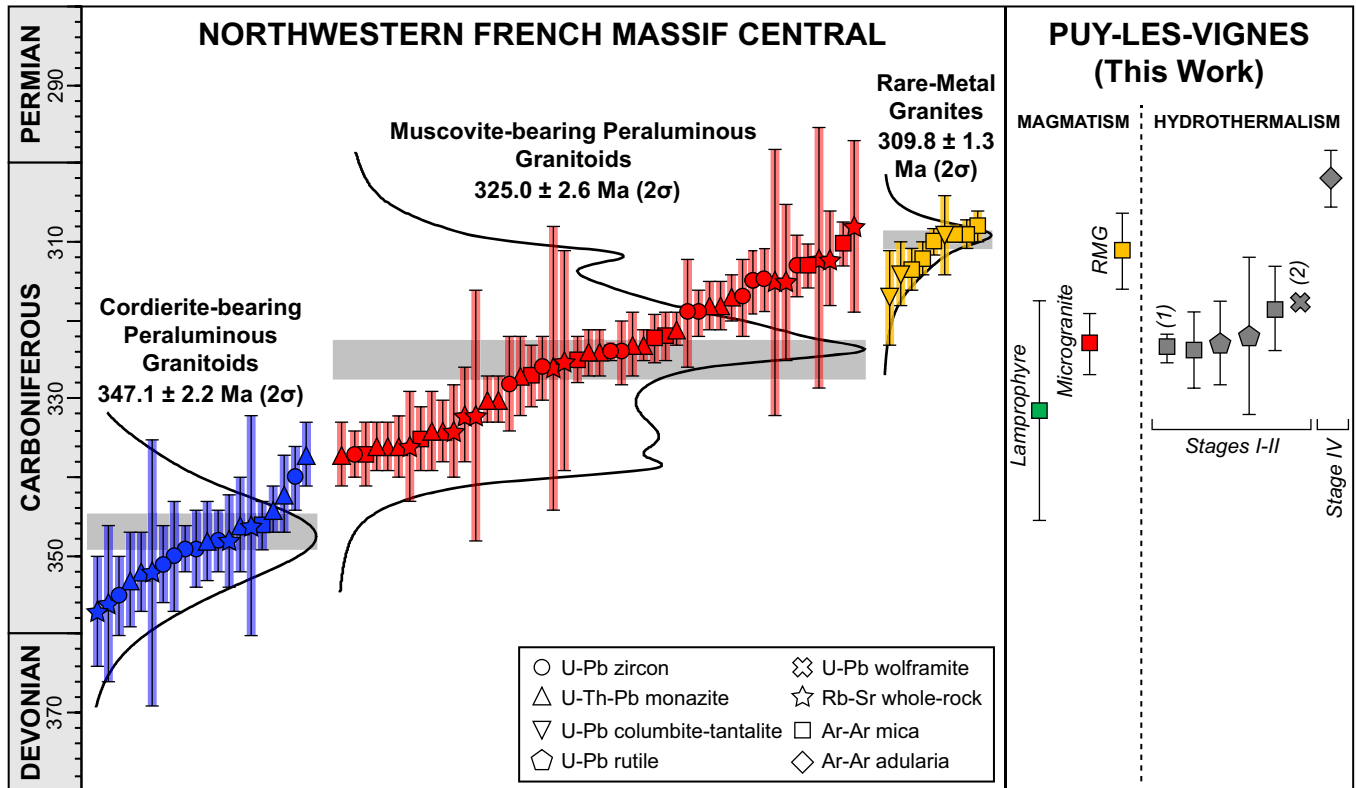 NORTHWESTERN FRENCH MASSIF CENTRAL
PUY-LES-VIGNES
(This Work)
PERMIAN
CARBONIFEROUS
DEVONIAN
290
310
330
350
370
Cordierite-bearing
Peraluminous
Granitoids
347.1 ± 2.2 Ma (2σ)
Muscovite-bearing Peraluminous
Granitoids
325.0 ± 2.6 Ma (2σ)
Rare-Metal
Granites
309.8 ± 1.3
Ma (2σ)
MAGMATISM
HYDROTHERMALISM
Lamprophyre
Microgranite
RMG
(1)
(2)
Stages I-II
Stage IV
U-Pb zircon
U-Th-Pb monazite
U-Pb columbite-tantalite
U-Pb rutile
U-Pb wolframite
Rb-Sr whole-rock
Ar-Ar mica
Ar-Ar adularia